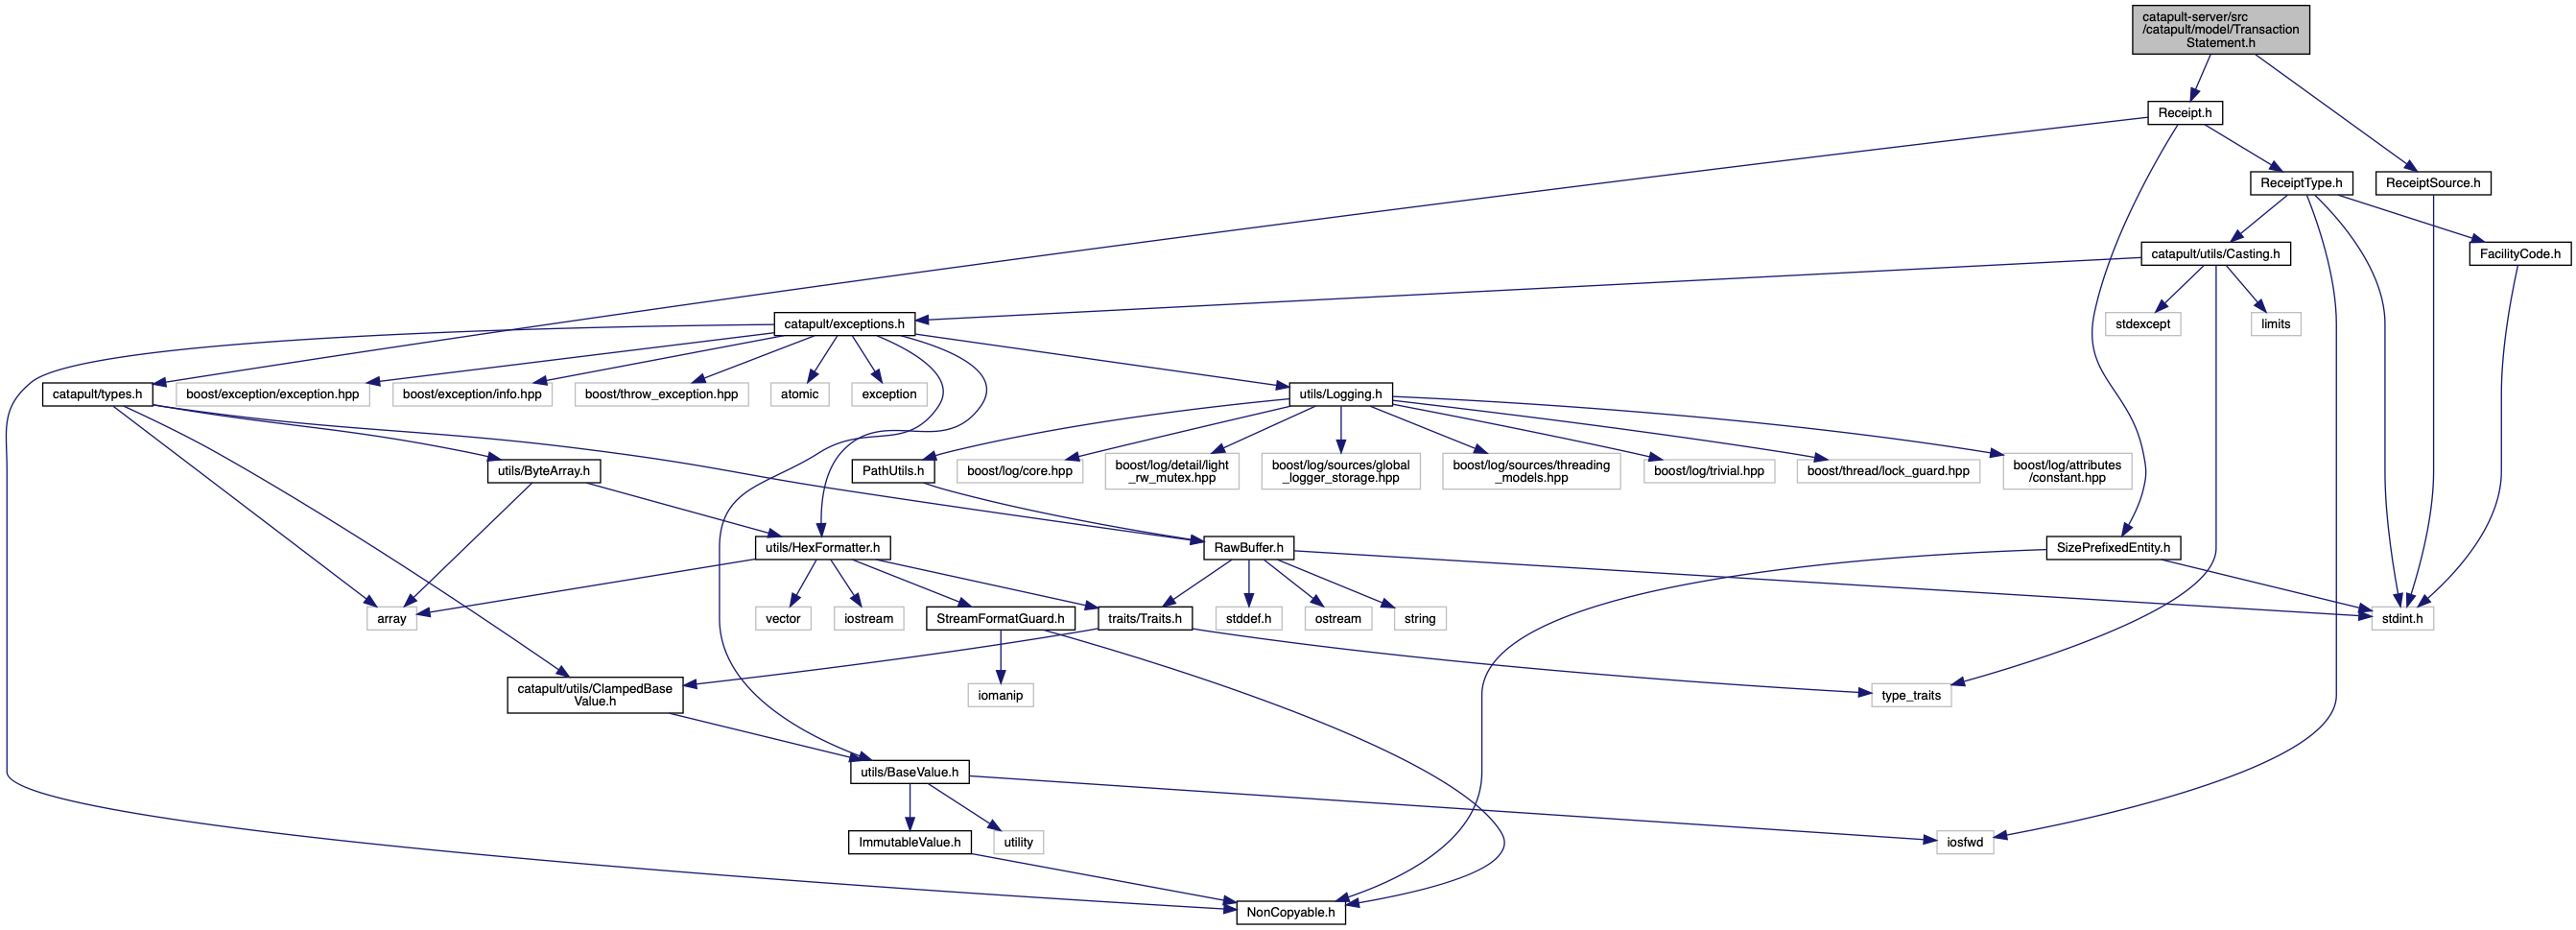 catapult-server/src
/catapult/model/Transaction
Statement.h
Receipt.h
ReceiptType.h
ReceiptSource.h
catapult/utils/Casting.h
FacilityCode.h
catapult/exceptions.h
stdexcept
limits
catapult/types.h
boost/exception/exception.hpp
boost/exception/info.hpp
boost/throw_exception.hpp
atomic
exception
utils/Logging.h
utils/ByteArray.h
PathUtils.h
boost/log/core.hpp
boost/log/detail/light
_rw_mutex.hpp
boost/log/sources/global
_logger_storage.hpp
boost/log/sources/threading
_models.hpp
boost/log/trivial.hpp
boost/thread/lock_guard.hpp
boost/log/attributes
/constant.hpp
utils/HexFormatter.h
RawBuffer.h
SizePrefixedEntity.h
array
vector
iostream
StreamFormatGuard.h
traits/Traits.h
stddef.h
ostream
string
stdint.h
catapult/utils/ClampedBase
Value.h
iomanip
type_traits
utils/BaseValue.h
ImmutableValue.h
utility
iosfwd
NonCopyable.h